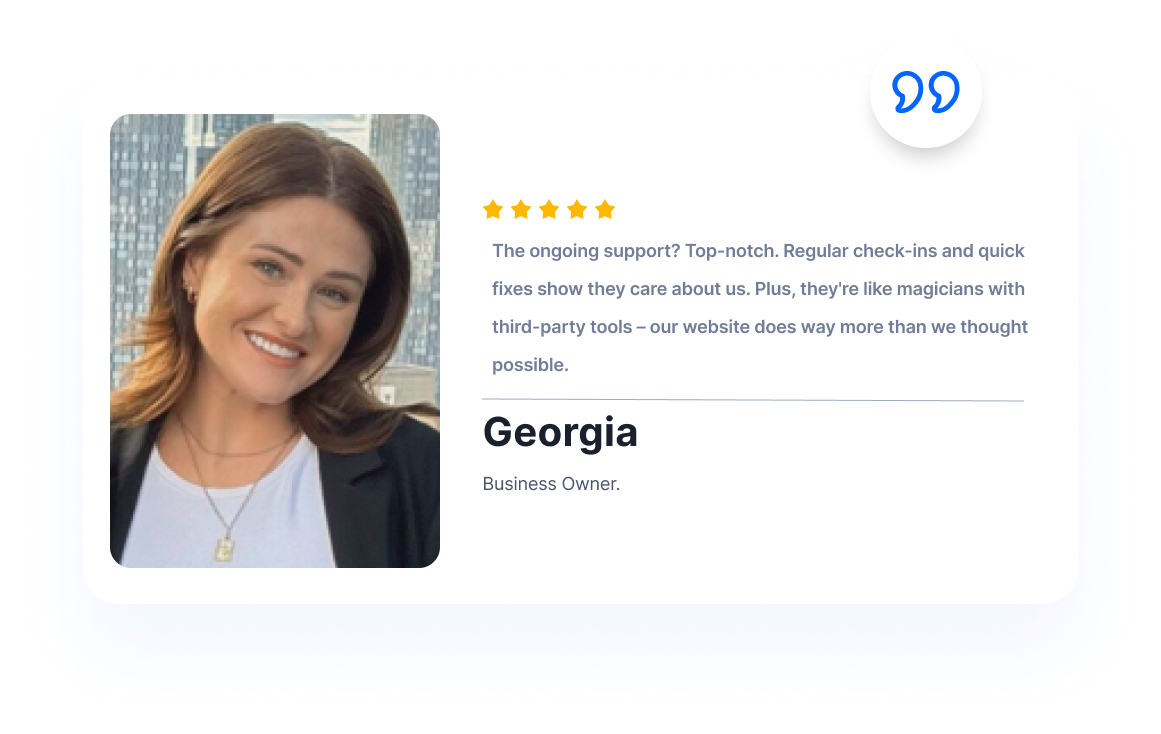 The ongoing support? Top-notch. Regular check-ins and quick
fixes show they care about us. Plus, they're like magicians with
third-party tools – our website does way more than we thought
possible.
Georgia
Business Owner.